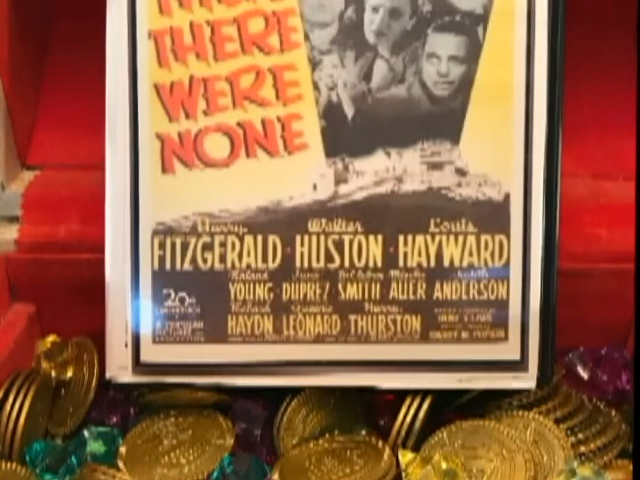 THERE
WERE
NONE
Barry Walter Louis
FITZGERALD · HUSTON · HAYWARD
Roland June Mischa Judith
YOUNG · DUPREZ · SMITH · AUER · ANDERSON
Richard Queenie Harry
HAYDN · LEONARD · THURSTON
20th